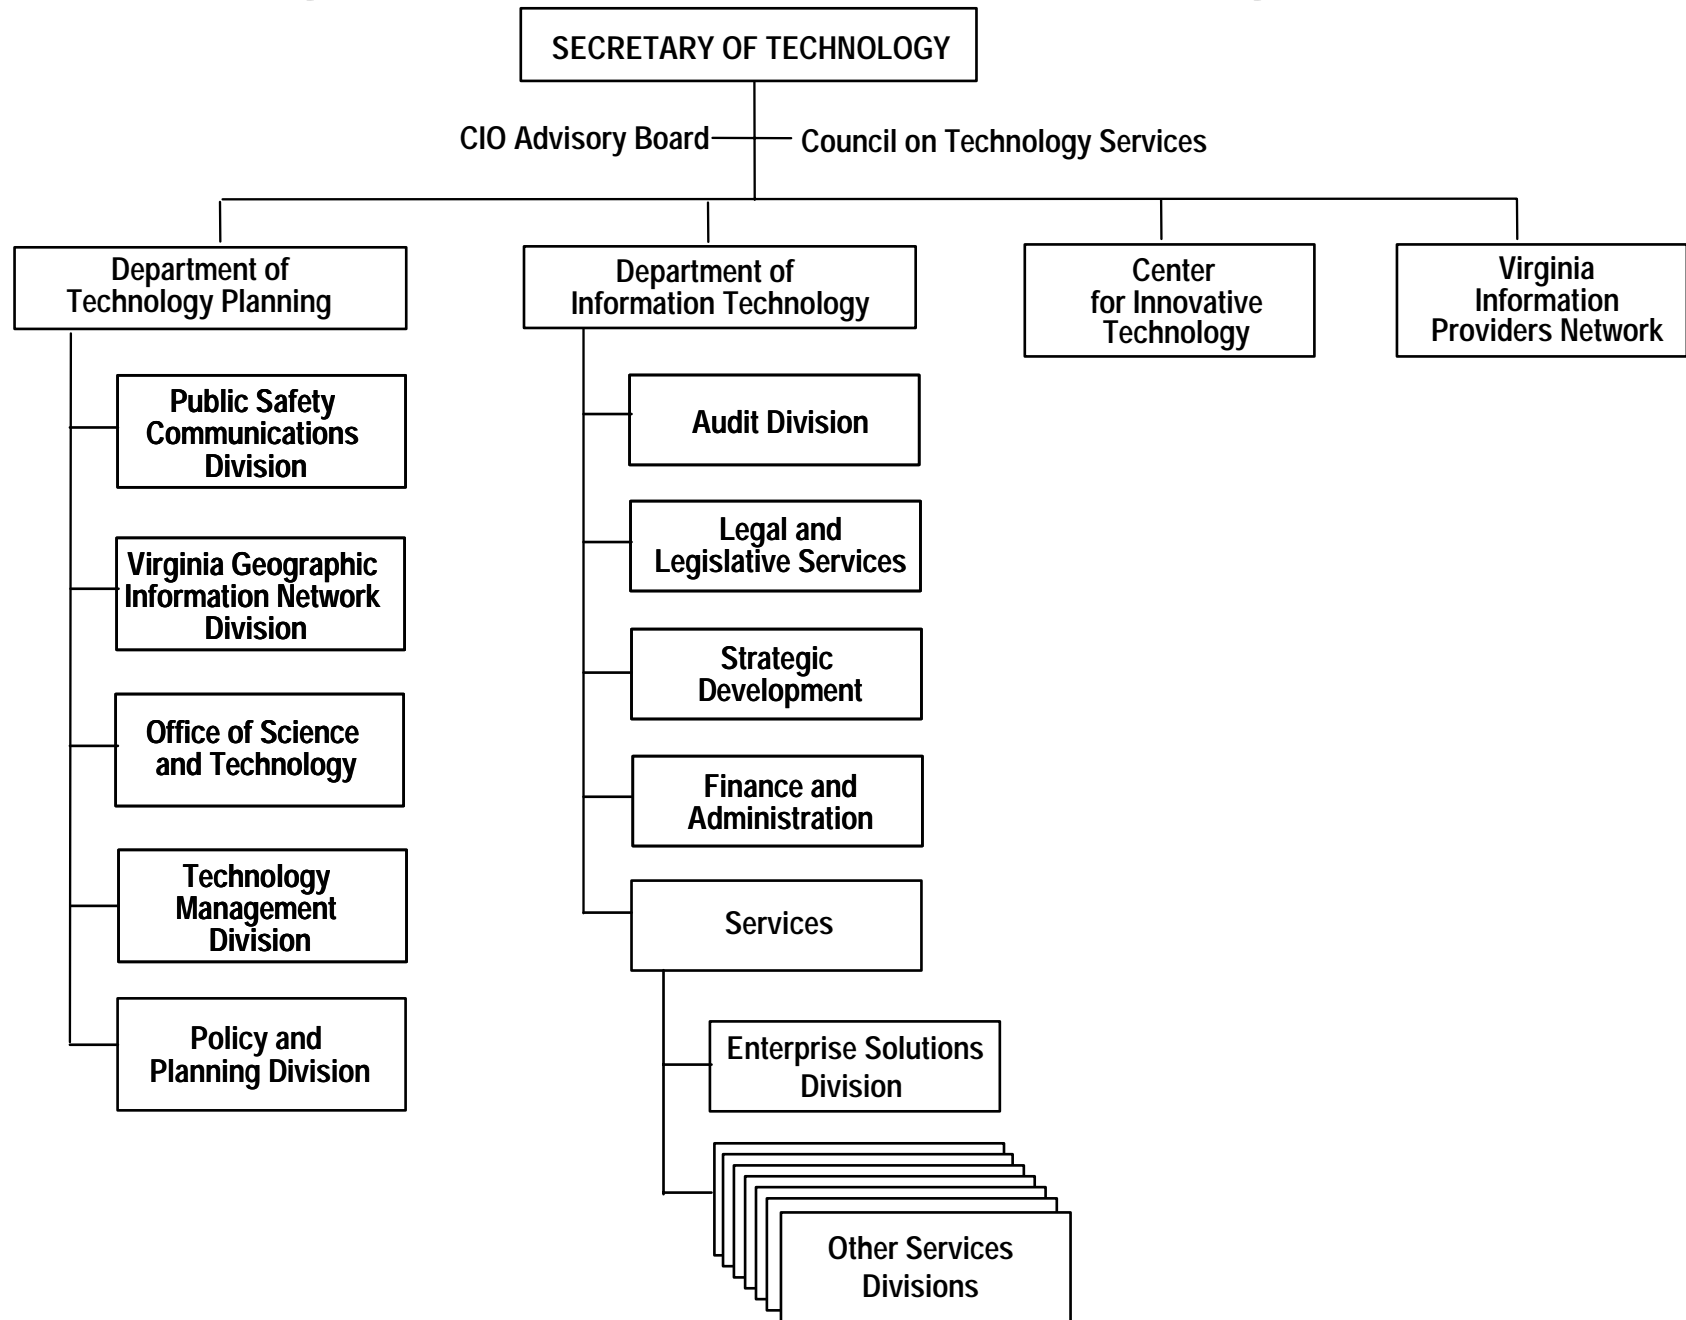 SECRETARY OF TECHNOLOGY
CIO Advisory Board
Council on Technology Services
Department of
Technology Planning
Department of
Information Technology
Center
for Innovative
Technology
Virginia
Information
Providers Network
Public Safety
Communications
Division
Virginia Geographic
Information Network
Division
Office of Science
and Technology
Technology
Management
Division
Policy and
Planning Division
Audit Division
Legal and
Legislative Services
Strategic
Development
Finance and
Administration
Services
Enterprise Solutions
Division
Other Services
Divisions